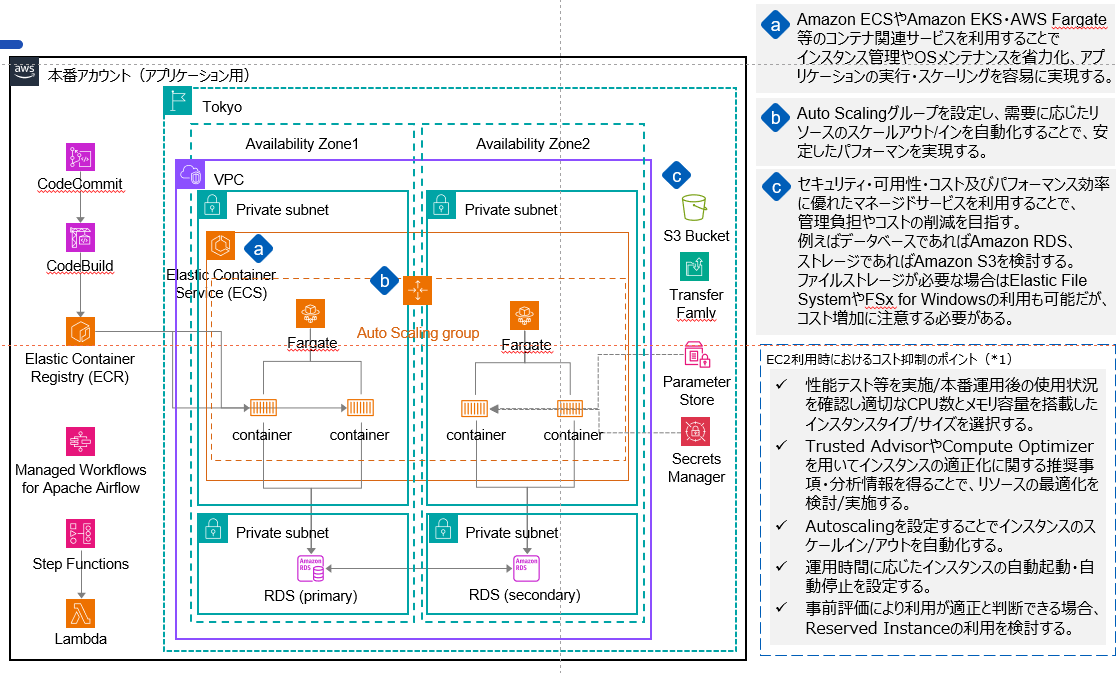 aws
本番アカウント（アプリケーション用）
Tokyo
Availability Zone1
Availability Zone2
VPC
CodeCommit
CodeBuild
Elastic Container
Registry (ECR)
Managed Workflows
for Apache Airflow
Step Functions
Lambda
Private subnet
Private subnet
a
Elastic Container
Service (ECS)
b
Auto Scaling group
Fargate
Fargate
container
container
container
container
Private subnet
Private subnet
Amazon
RDS
Amazon
RDS
RDS (primary)
RDS (secondary)
c
S3 Bucket
Transfer
Famly
Parameter
Store
Secrets
Manager
a
Amazon ECSやAmazon EKS・AWS Fargate
等のコンテナ関連サービスを利用することで
インスタンス管理やOSメンテナンスを省力化、アプ
リケーションの実行・スケーリングを容易に実現する。
b
Auto Scalingグループを設定し、需要に応じたリ
ソースのスケールアウト/インを自動化することで、安
定したパフォーマンを実現する。
c
セキュリティ・可用性・コスト及びパフォーマンス効率
に優れたマネージドサービスを利用することで、
管理負担やコストの削減を目指す。
例えばデータベースであればAmazon RDS、
ストレージであればAmazon S3を検討する。
ファイルストレージが必要な場合はElastic File
SystemやFSx for Windowsの利用も可能だが、
コスト増加に注意する必要がある。
EC2利用時におけるコスト抑制のポイント（*1）
✓ 性能テスト等を実施/本番運用後の使用状況
を確認し適切なCPU数とメモリ容量を搭載した
インスタンスタイプ/サイズを選択する。
✓ Trusted AdvisorやCompute Optimizer
を用いてインスタンスの適正化に関する推奨事
項・分析情報を得ることで、リソースの最適化を
検討/実施する。
✓ Autoscalingを設定することでインスタンスのス
ケールイン/アウトを自動化する。
✓ 運用時間に応じたインスタンスの自動起動・自
動停止を設定する。
✓ 事前評価により利用が適正と判断できる場合、
Reserved Instanceの利用を検討する。